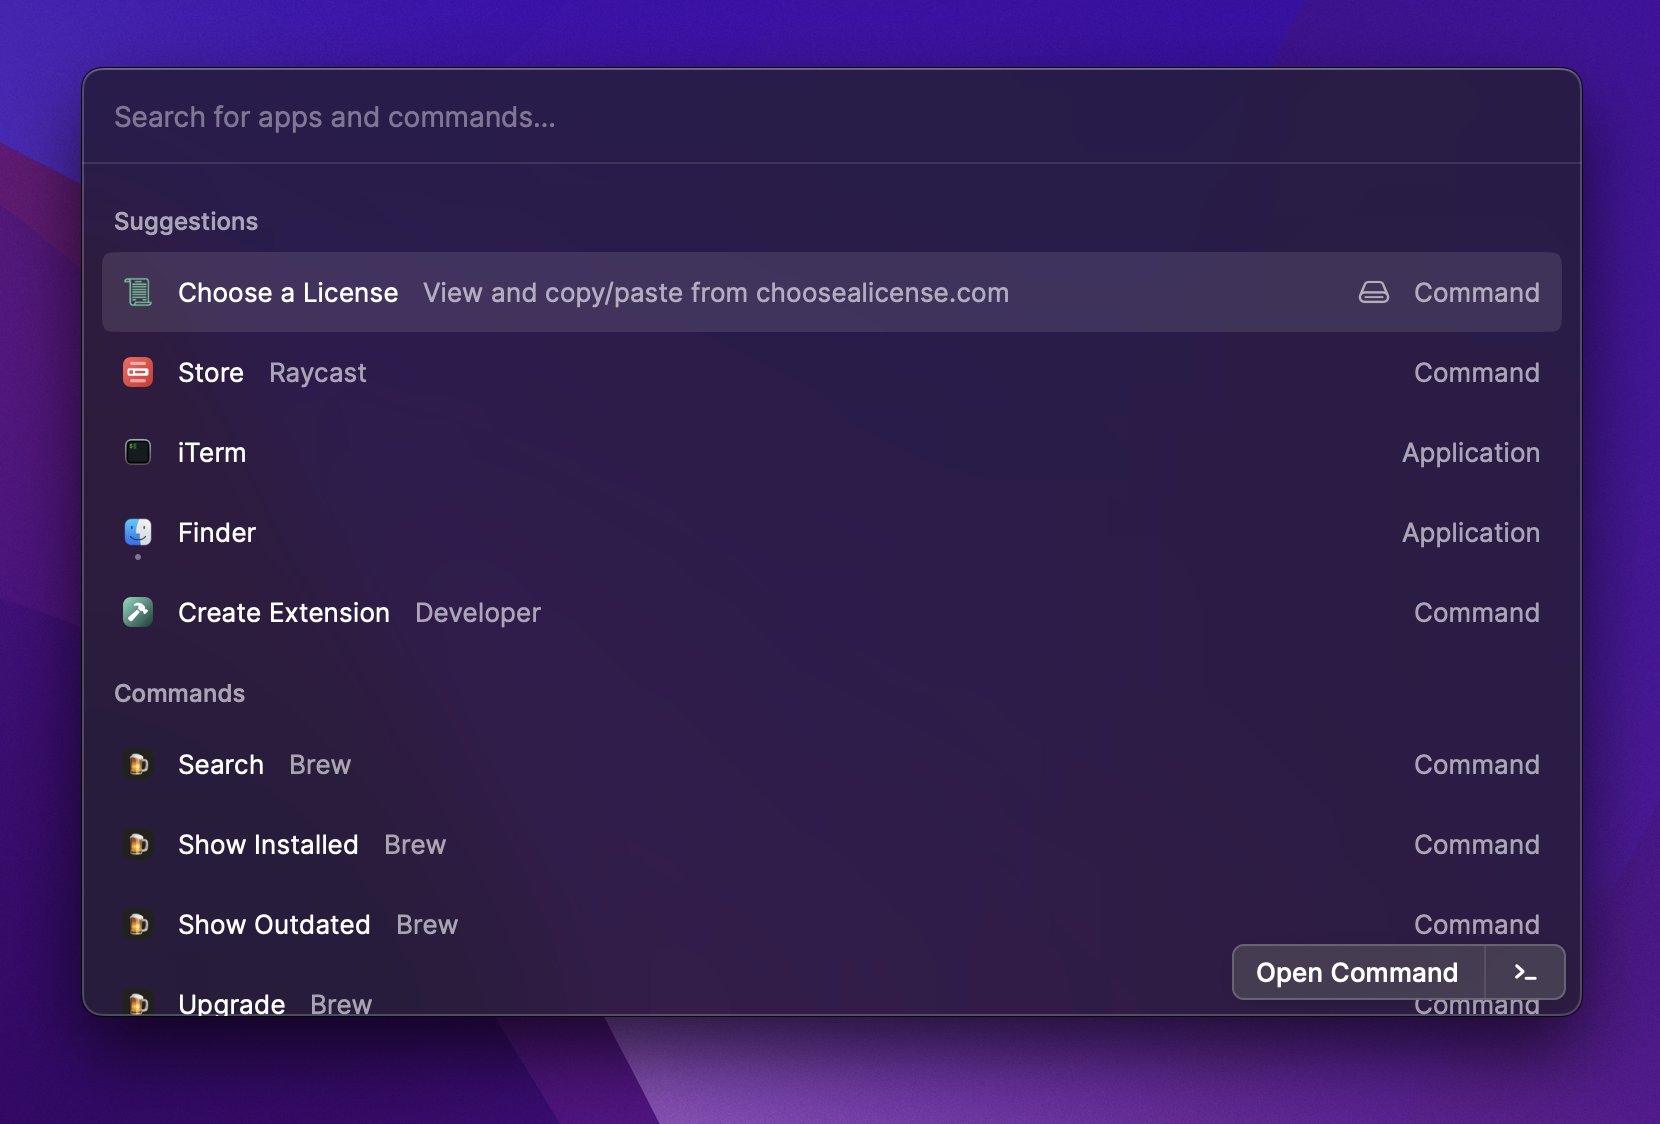 Search for apps and commands...
Suggestions
Choose a License View and copy/paste from choosealicense.com Command
Store Raycast Command
iTerm Application
Finder Application
Create Extension Developer Command
Commands
Search Brew Command
Show Installed Brew Command
Show Outdated Brew Command
Open Command >_
Upgrade Brew Command